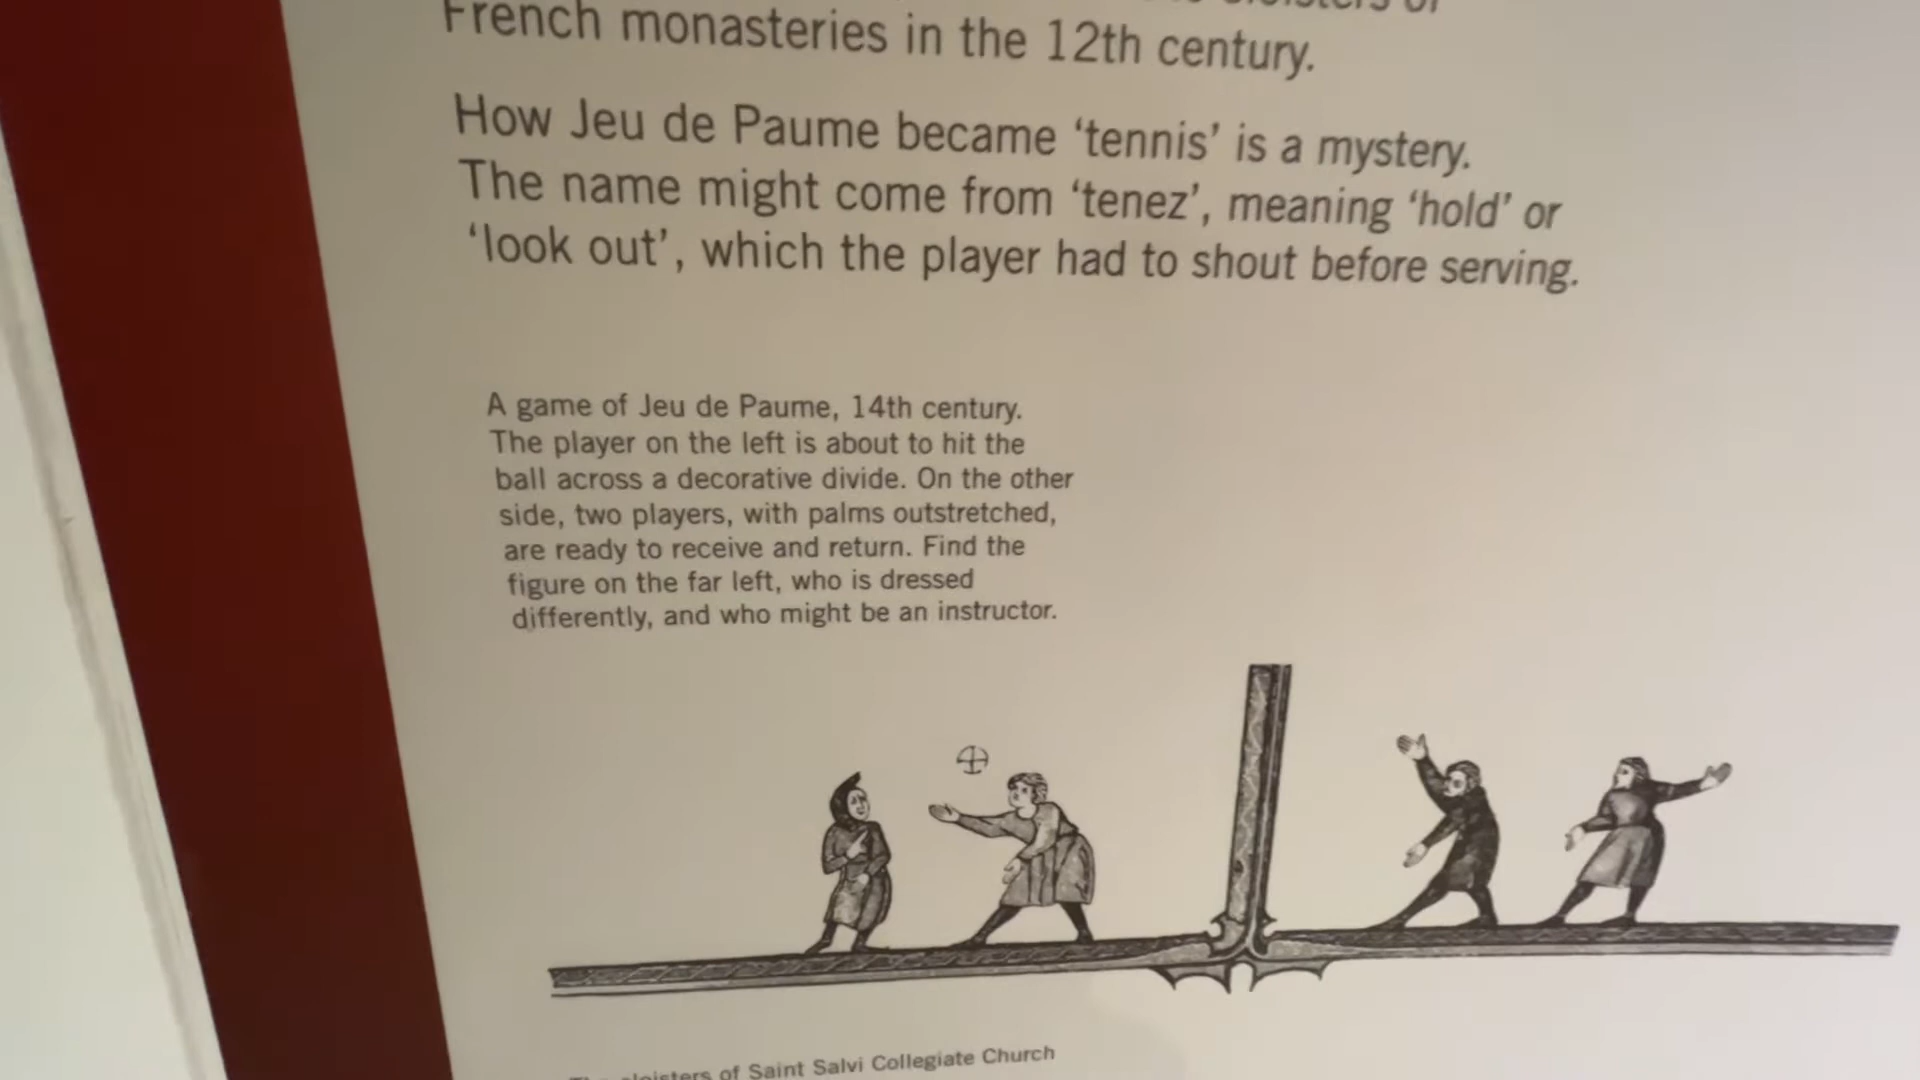 cloisters of
French monasteries in the 12th century.
How Jeu de Paume became ‘tennis’ is a mystery.
The name might come from ‘tenez’, meaning ‘hold’ or
‘look out’, which the player had to shout before serving.
A game of Jeu de Paume, 14th century.
The player on the left is about to hit the
ball across a decorative divide. On the other
side, two players, with palms outstretched,
are ready to receive and return. Find the
figure on the far left, who is dressed
differently, and who might be an instructor.
The cloisters of Saint Salvi Collegiate Church